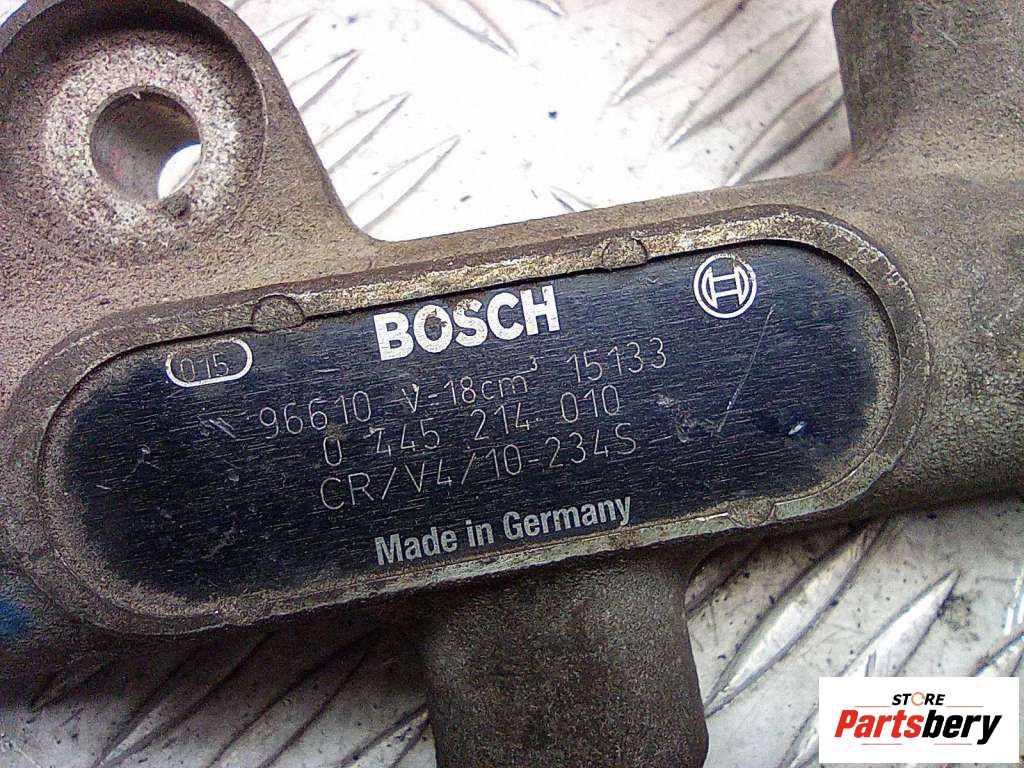 BOSCH
015
96610 V-18cm³ 15133
0 445 214 010
CR/V4/10-234S
Made in Germany
STORE
Partsbery